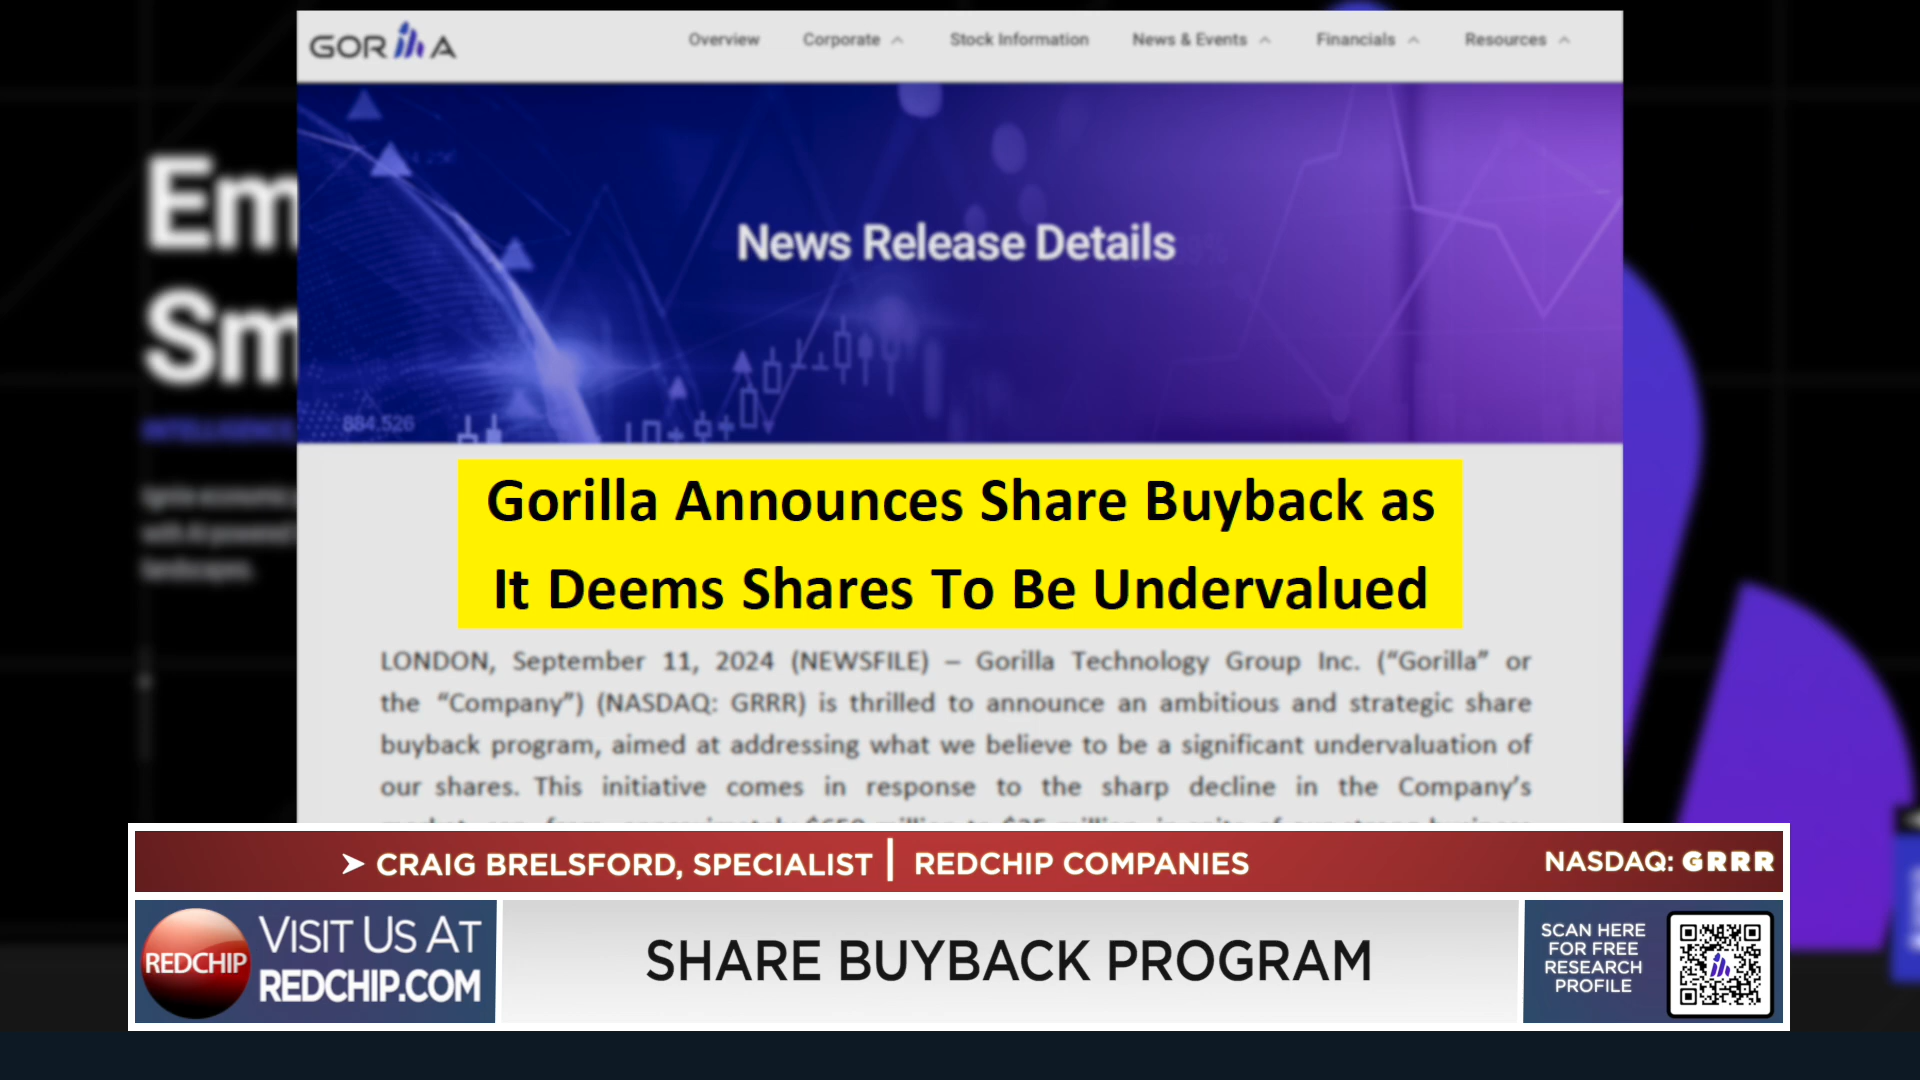 GORILLA
Overview
Corporate
Stock Information
News & Events
Financials
Resources
Em
Sm
INTELLIGENCE
News Release Details
884.526
Gorilla Announces Share Buyback as
It Deems Shares To Be Undervalued
LONDON, September 11, 2024 (NEWSFILE) – Gorilla Technology Group Inc. (“Gorilla” or
the “Company”) (NASDAQ: GRRR) is thrilled to announce an ambitious and strategic share
buyback program, aimed at addressing what we believe to be a significant undervaluation of
our shares. This initiative comes in response to the sharp decline in the Company’s
CRAIG BRELSFORD, SPECIALIST | REDCHIP COMPANIES
NASDAQ: GRRR
REDCHIP
VISIT US AT
REDCHIP.COM
SHARE BUYBACK PROGRAM
SCAN HERE
FOR FREE
RESEARCH
PROFILE